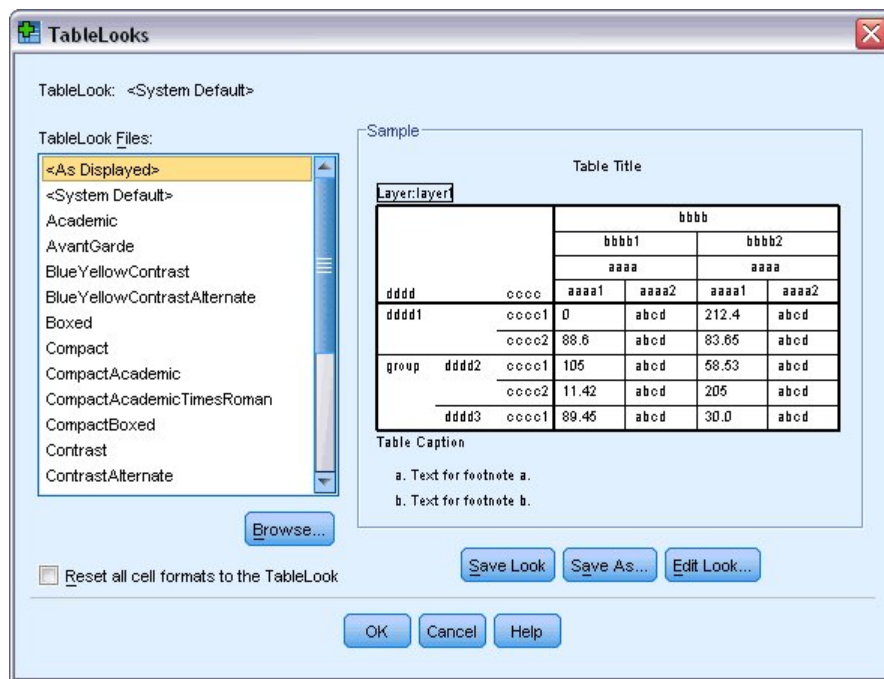 TableLooks
TableLook: <System Default>
TableLook Files:
<As Displayed>
<System Default>
Academic
AvantGarde
BlueYellowContrast
BlueYellowContrastAlternate
Boxed
Compact
CompactAcademic
CompactAcademicTimesRoman
CompactBoxed
Contrast
ContrastAlternate
Browse...
Reset all cell formats to the TableLook
Sample
Table Title
Layer:layer1
bbbb
bbbb1 bbbb2
aaaa aaaa
dddd cccc aaaa1 aaaa2 aaaa1 aaaa2
dddd1 cccc1 0 abcd 212.4 abcd
cccc2 88.6 abcd 83.65 abcd
group dddd2 cccc1 105 abcd 58.53 abcd
cccc2 11.42 abcd 205 abcd
dddd3 cccc1 89.45 abcd 30.0 abcd
Table Caption
a. Text for footnote a.
b. Text for footnote b.
Save Look Save As... Edit Look...
OK Cancel Help